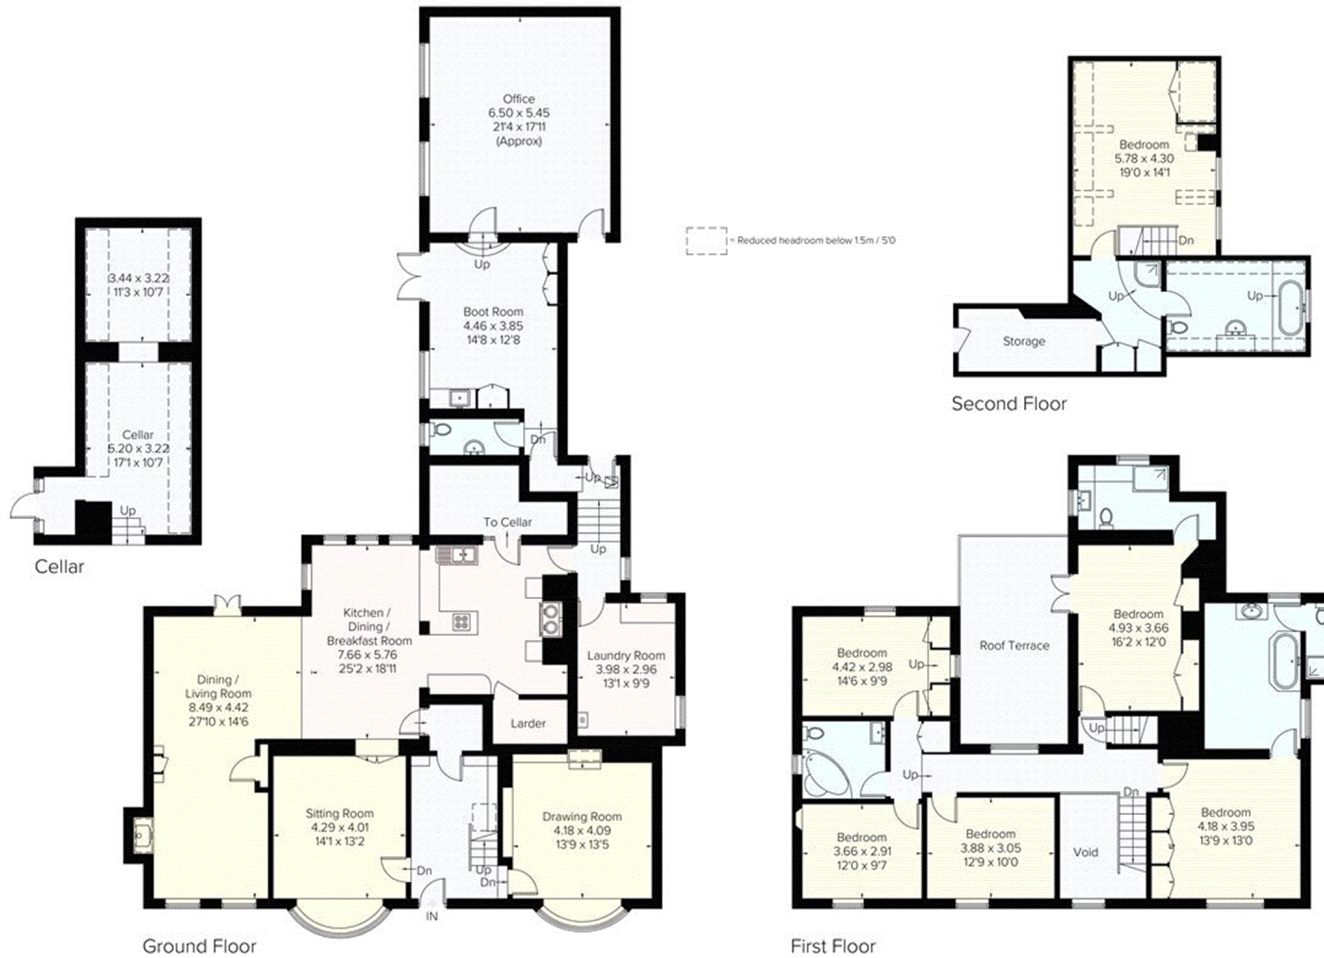 Office
6.50 x 5.45
21'4 x 17'11
(Approx)
Up
Boot Room
4.46 x 3.85
14'8 x 12'8
Dn
Up
To Cellar
Up
3.44 x 3.22
11'3 x 10'7
Cellar
5.20 x 3.22
17'1 x 10'7
Up
Cellar
Kitchen /
Dining /
Breakfast Room
7.66 x 5.76
25'2 x 18'11
Laundry Room
3.98 x 2.96
13'1 x 9'9
Dining /
Living Room
8.49 x 4.42
27'10 x 14'6
Larder
Sitting Room
4.29 x 4.01
14'1 x 13'2
Drawing Room
4.18 x 4.09
13'9 x 13'5
Dn
Up
Dn
IN
Ground Floor
= Reduced headroom below 1.5m / 5'0
Bedroom
5.78 x 4.30
19'0 x 14'1
Dn
Up
Up
Storage
Second Floor
Roof Terrace
Bedroom
4.93 x 3.66
16'2 x 12'0
Bedroom
4.42 x 2.98
14'6 x 9'9
Up
Up
Up
Dn
Bedroom
3.66 x 2.91
12'0 x 9'7
Bedroom
3.88 x 3.05
12'9 x 10'0
Void
Bedroom
4.18 x 3.95
13'9 x 13'0
First Floor